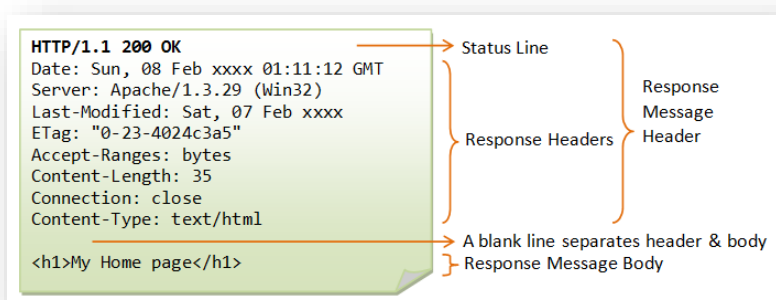 HTTP/1.1 200 OK
Date: Sun, 08 Feb xxxx 01:11:12 GMT
Server: Apache/1.3.29 (Win32)
Last-Modified: Sat, 07 Feb xxxx
ETag: "0-23-4024c3a5"
Accept-Ranges: bytes
Content-Length: 35
Connection: close
Content-Type: text/html
<h1>My Home page</h1>
Status Line
Response Headers
Response
Message
Header
A blank line separates header & body
Response Message Body